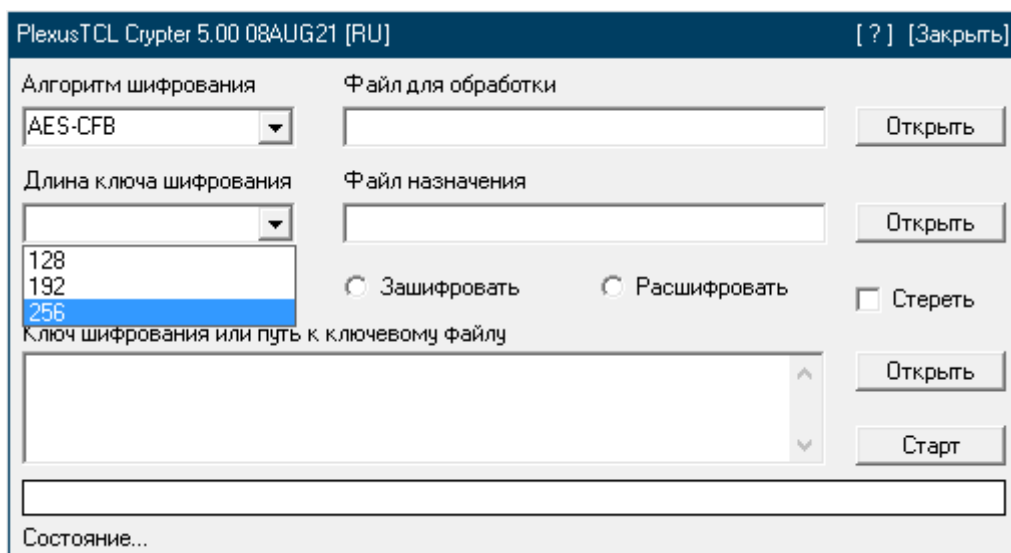 PlexusTCL Crypter 5.00 08AUG21 [RU] [ ? ] [Закрыть]
Алгоритм шифрования Файл для обработки
AES-CFB Открыть
Длина ключа шифрования Файл назначения
Открыть
128
192 Зашифровать Расшифровать Стереть
256
Ключ шифрования или путь к ключевому файлу
Открыть
Старт
Состояние...